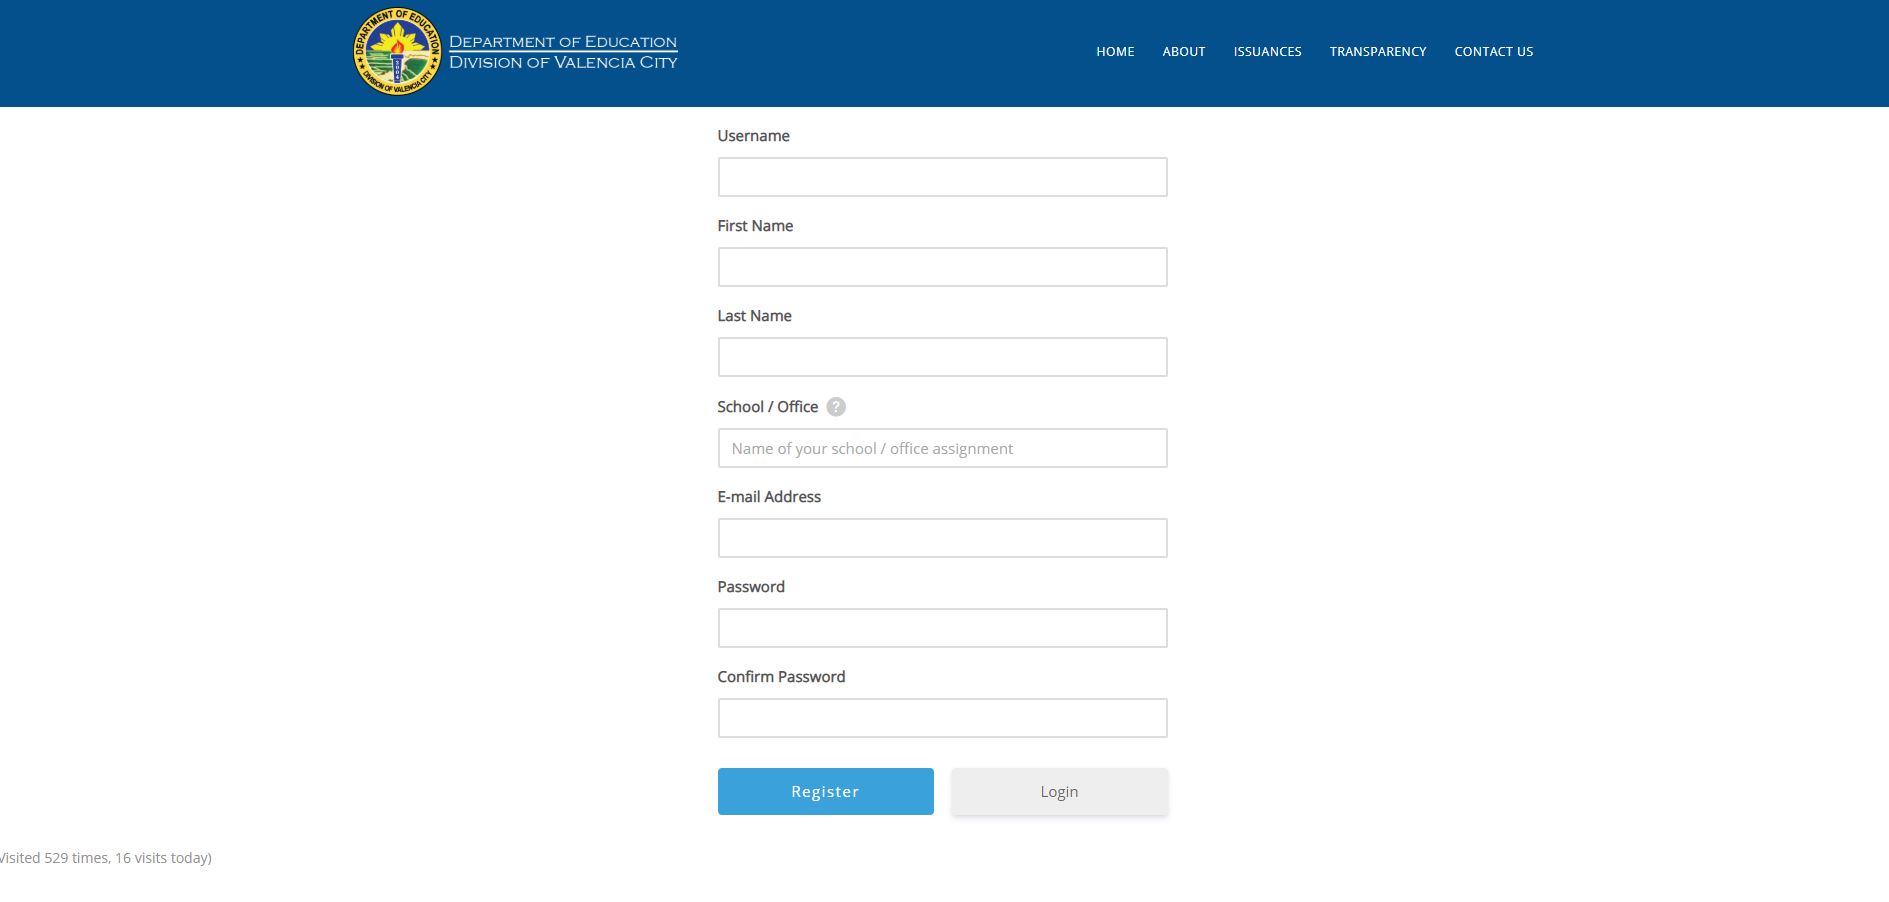 DEPARTMENT OF EDUCATION
2004
DIVISION OF VALENCIA CITY
DEPARTMENT OF EDUCATION
DIVISION OF VALENCIA CITY
HOME ABOUT ISSUANCES TRANSPARENCY CONTACT US
Username
First Name
Last Name
School / Office ?
Name of your school / office assignment
E-mail Address
Password
Confirm Password
Register Login
Visited 529 times, 16 visits today)